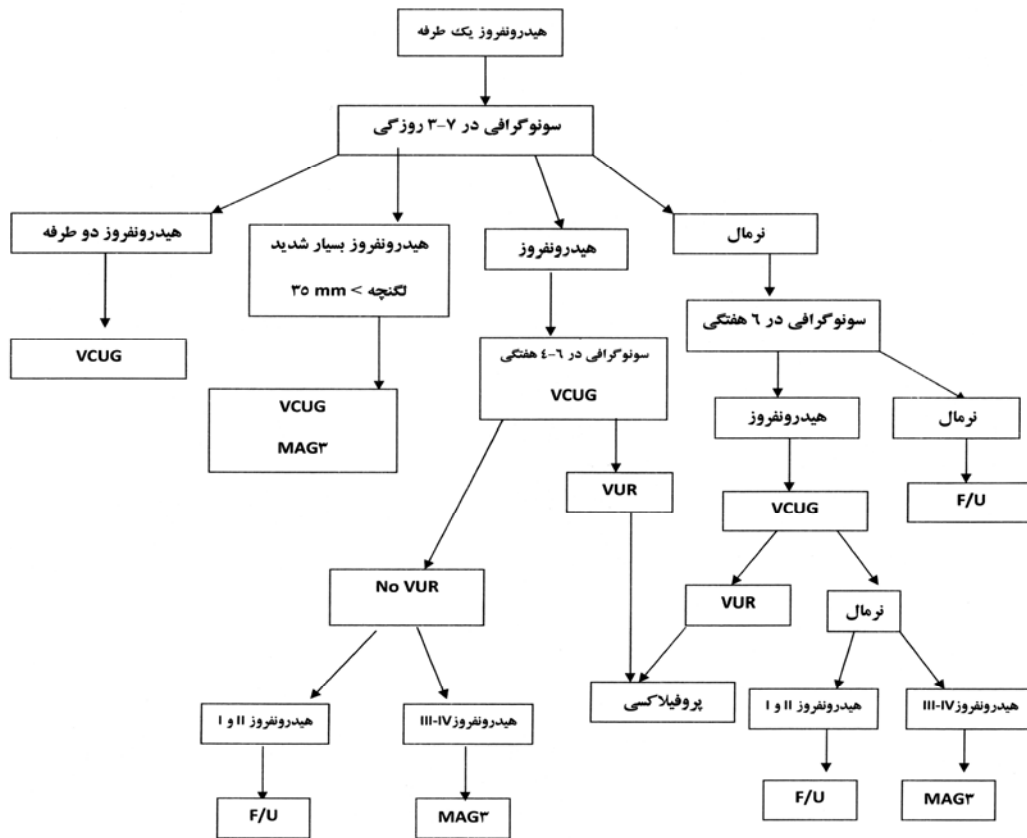 هیدرونفروز یک طرفه
سونوگرافی در ۷-۳ روزگی
نرمال
هیدرونفروز
هیدرونفروز بسیار شدید
لگنچه > ۳۵ mm
هیدرونفروز دو طرفه
سونوگرافی در ٦ هفتگی
سونوگرافی در ٦-٤ هفتگی
VCUG
VCUG
VCUG
MAG۳
نرمال
هیدرونفروز
VUR
F/U
VCUG
No VUR
VUR
نرمال
پروفیلاکسی
هیدرونفروز III-IV
هیدرونفروز II و I
هیدرونفروز III-IV
هیدرونفروز II و I
MAG۳
F/U
MAG۳
F/U